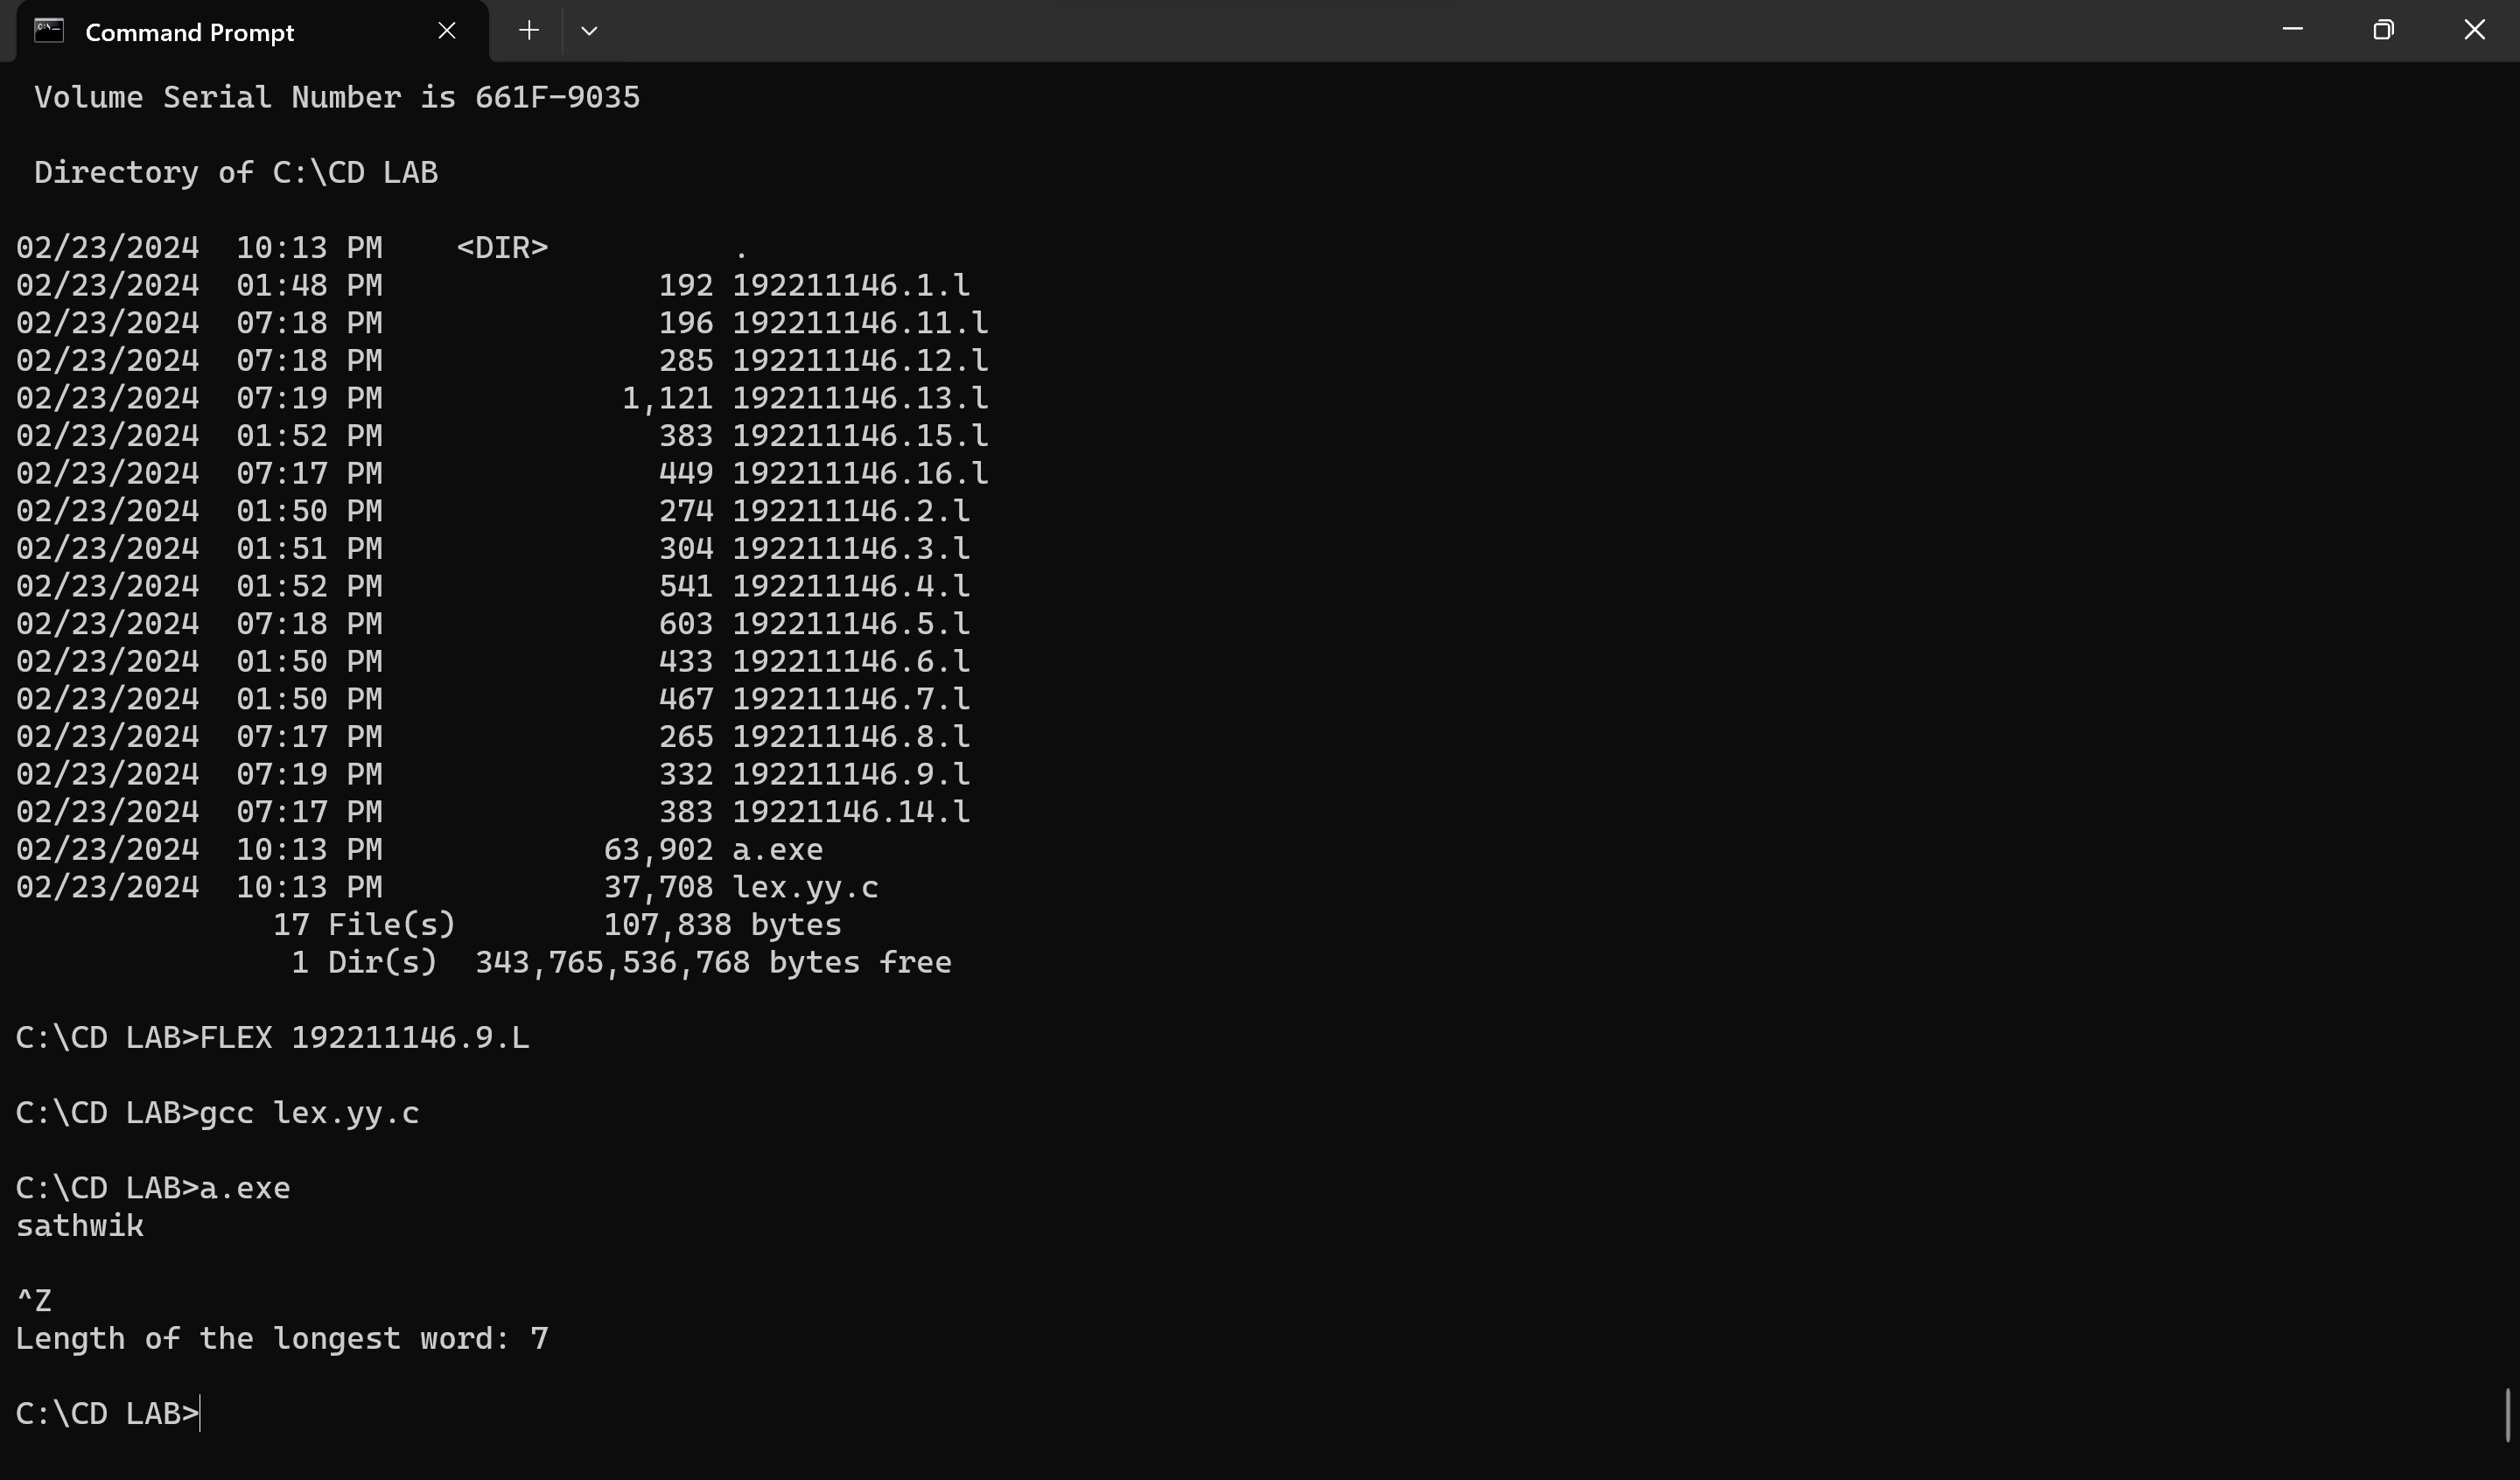 Command Prompt
Volume Serial Number is 661F-9035
Directory of C:\CD LAB
02/23/2024  10:13 PM    <DIR>          .
02/23/2024  01:48 PM               192 192211146.1.l
02/23/2024  07:18 PM               196 192211146.11.l
02/23/2024  07:18 PM               285 192211146.12.l
02/23/2024  07:19 PM             1,121 192211146.13.l
02/23/2024  01:52 PM               383 192211146.15.l
02/23/2024  07:17 PM               449 192211146.16.l
02/23/2024  01:50 PM               274 192211146.2.l
02/23/2024  01:51 PM               304 192211146.3.l
02/23/2024  01:52 PM               541 192211146.4.l
02/23/2024  07:18 PM               603 192211146.5.l
02/23/2024  01:50 PM               433 192211146.6.l
02/23/2024  01:50 PM               467 192211146.7.l
02/23/2024  07:17 PM               265 192211146.8.l
02/23/2024  07:19 PM               332 192211146.9.l
02/23/2024  07:17 PM               383 19221146.14.l
02/23/2024  10:13 PM            63,902 a.exe
02/23/2024  10:13 PM            37,708 lex.yy.c
17 File(s)        107,838 bytes
1 Dir(s)  343,765,536,768 bytes free
C:\CD LAB>FLEX 192211146.9.L
C:\CD LAB>gcc lex.yy.c
C:\CD LAB>a.exe
sathwik
^Z
Length of the longest word: 7
C:\CD LAB>